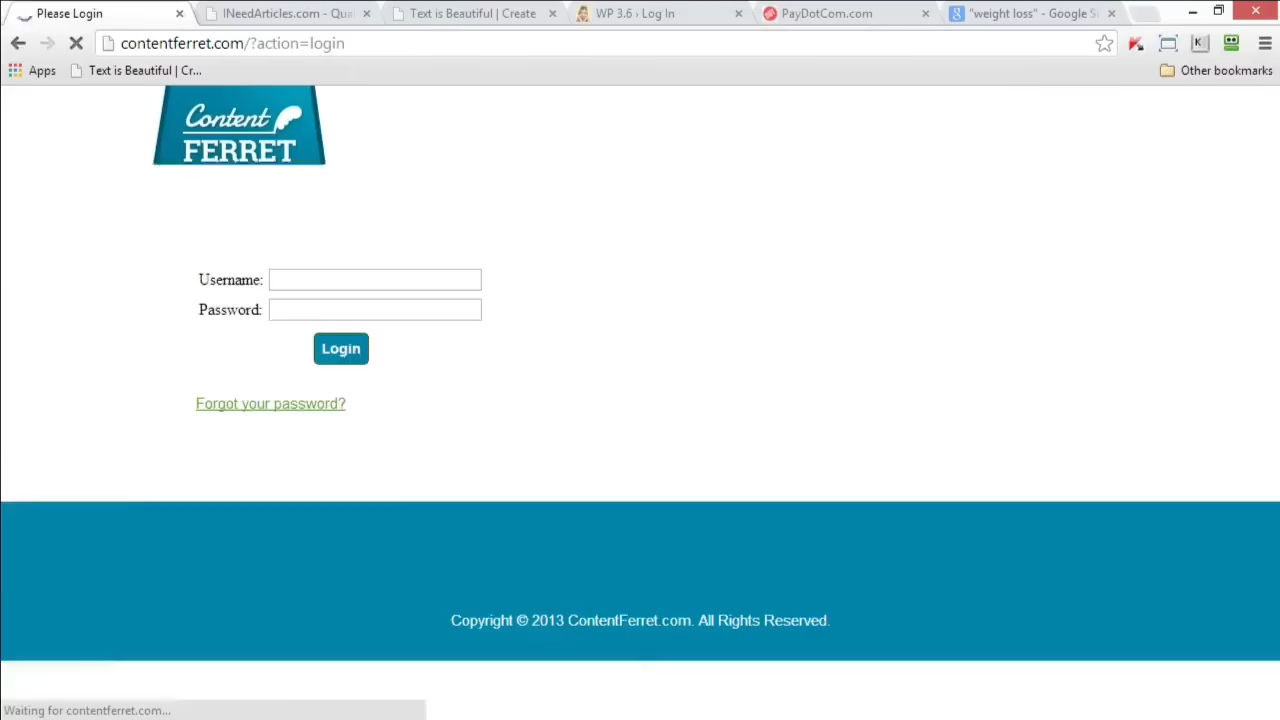 Please Login
INeedArticles.com - Qua
Text is Beautiful | Create
WP 3.6 › Log In
PayDotCom.com
"weight loss" - Google S
contentferret.com/?action=login
Apps
Text is Beautiful | Cr...
Other bookmarks
Content
FERRET
Username:
Password:
Login
Forgot your password?
Copyright © 2013 ContentFerret.com. All Rights Reserved.
Waiting for contentferret.com...